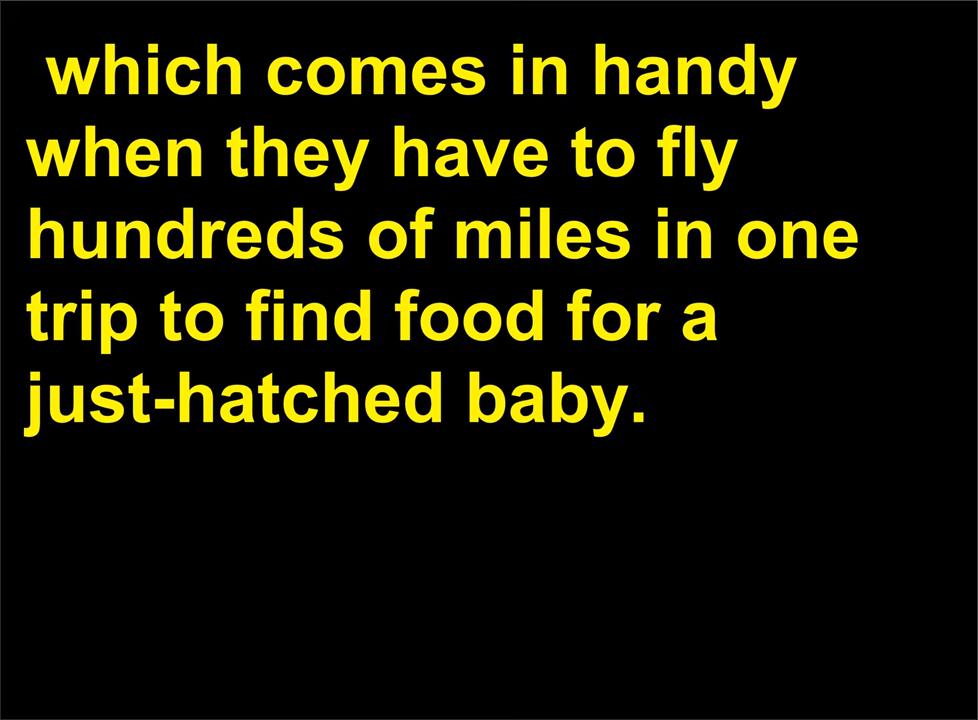 which comes in handy
when they have to fly
hundreds of miles in one
trip to find food for a
just-hatched baby.